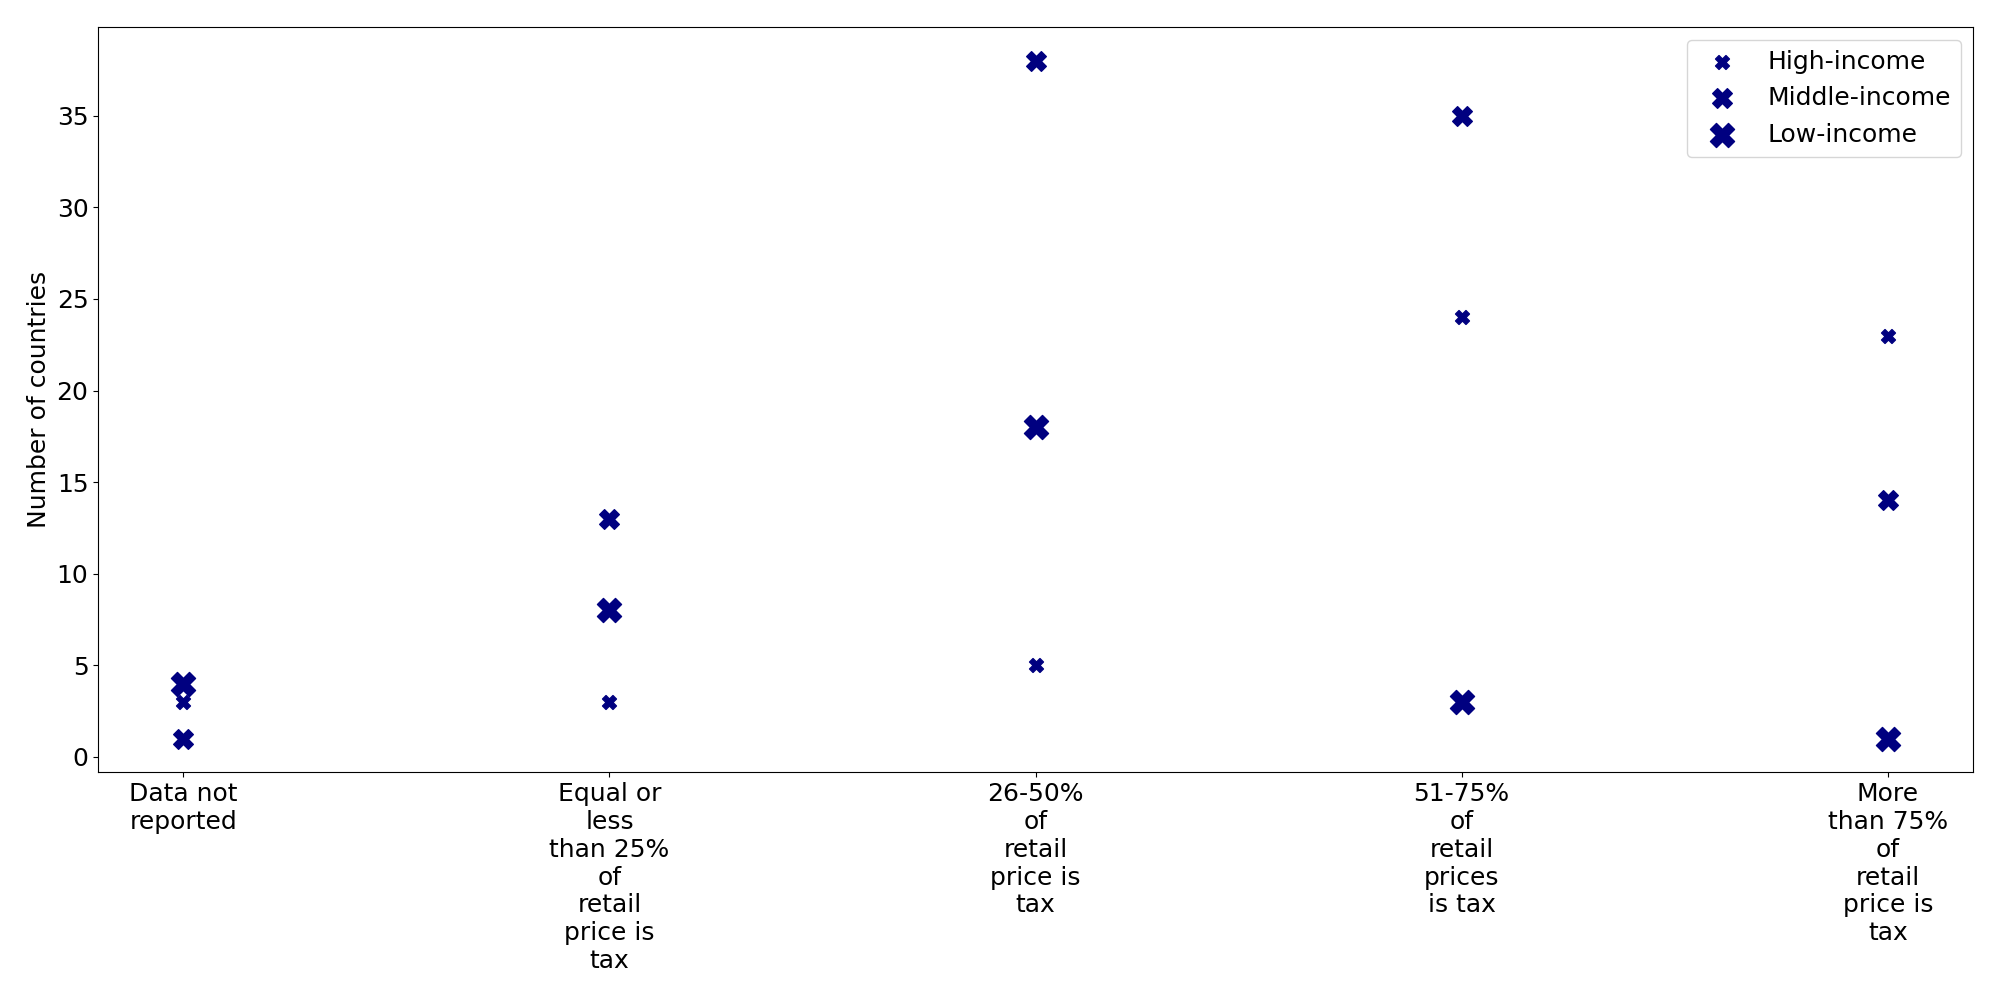 High-income
Middle-income
Low-income
Number of countries
35
30
25
20
15
10
5
0
Data not
reported
Equal or
less
than 25%
of
retail
price is
tax
26-50%
of
retail
price is
tax
51-75%
of
retail
prices
is tax
More
than 75%
of
retail
price is
tax